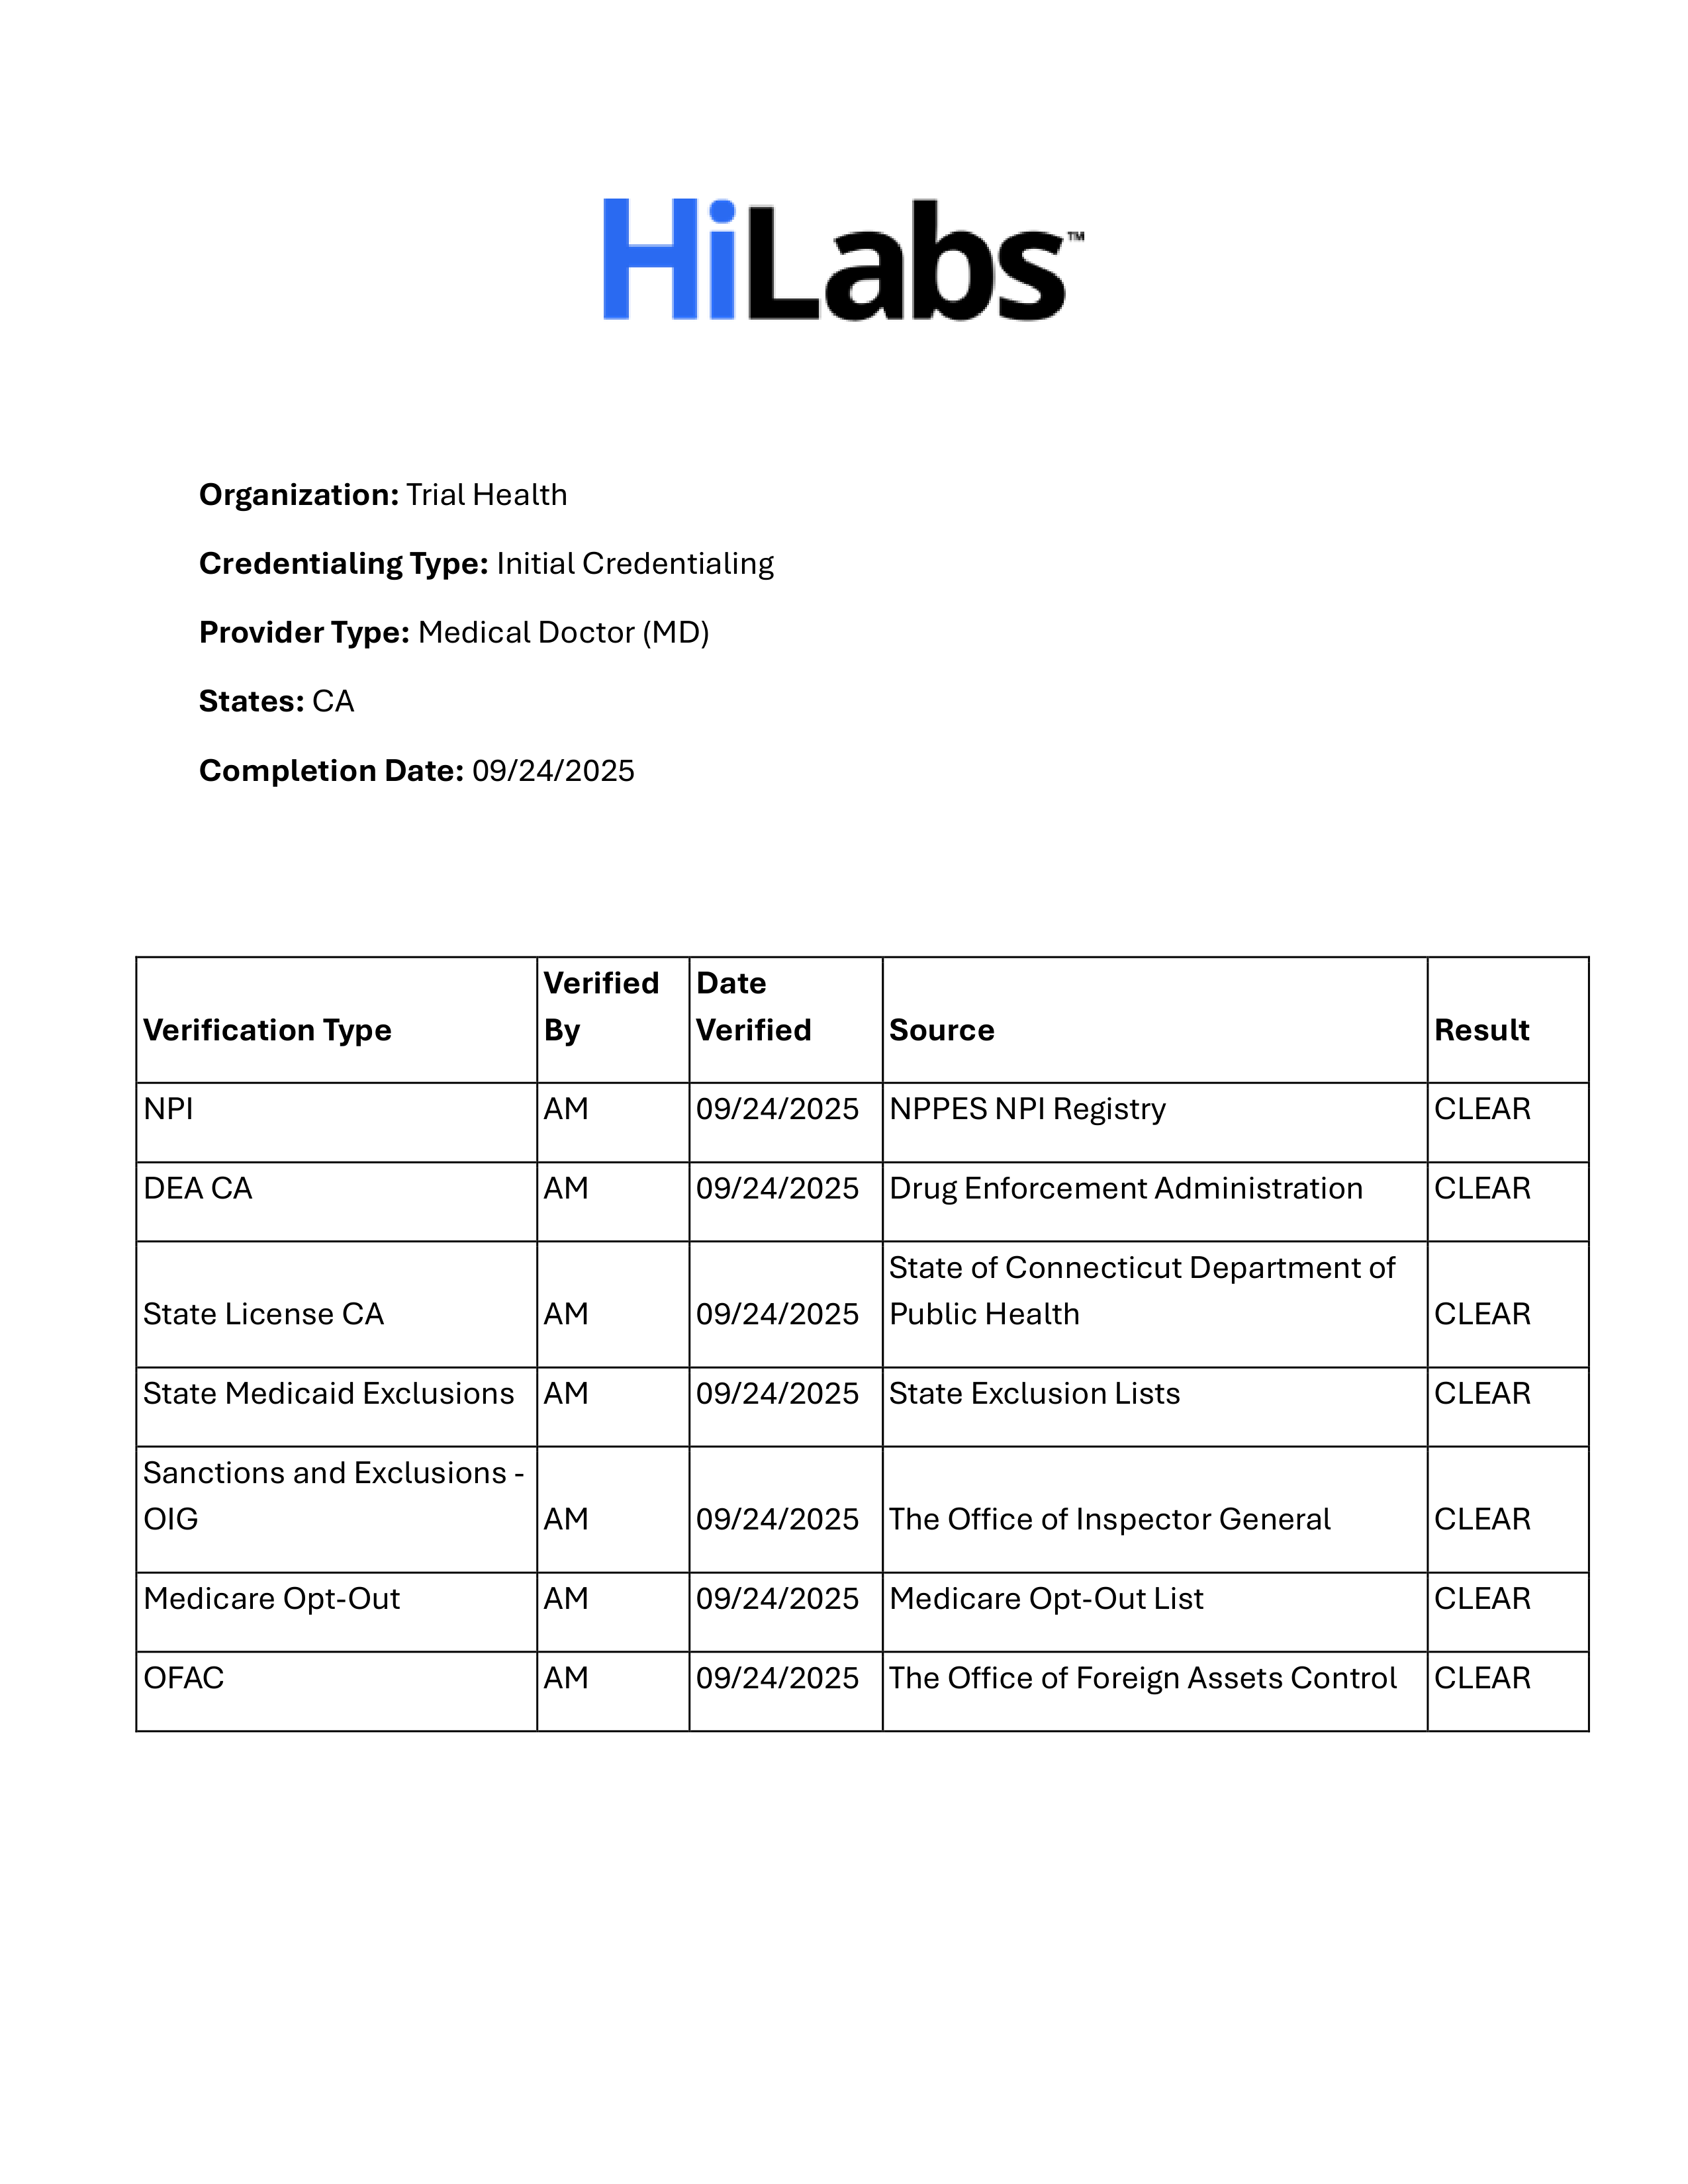 HiLabs™
Organization: Trial Health
Credentialing Type: Initial Credentialing
Provider Type: Medical Doctor (MD)
States: CA
Completion Date: 09/24/2025
Verification Type Verified By Date Verified Source Result
NPI AM 09/24/2025 NPPES NPI Registry CLEAR
DEA CA AM 09/24/2025 Drug Enforcement Administration CLEAR
State License CA AM 09/24/2025 State of Connecticut Department of Public Health CLEAR
State Medicaid Exclusions AM 09/24/2025 State Exclusion Lists CLEAR
Sanctions and Exclusions - OIG AM 09/24/2025 The Office of Inspector General CLEAR
Medicare Opt-Out AM 09/24/2025 Medicare Opt-Out List CLEAR
OFAC AM 09/24/2025 The Office of Foreign Assets Control CLEAR